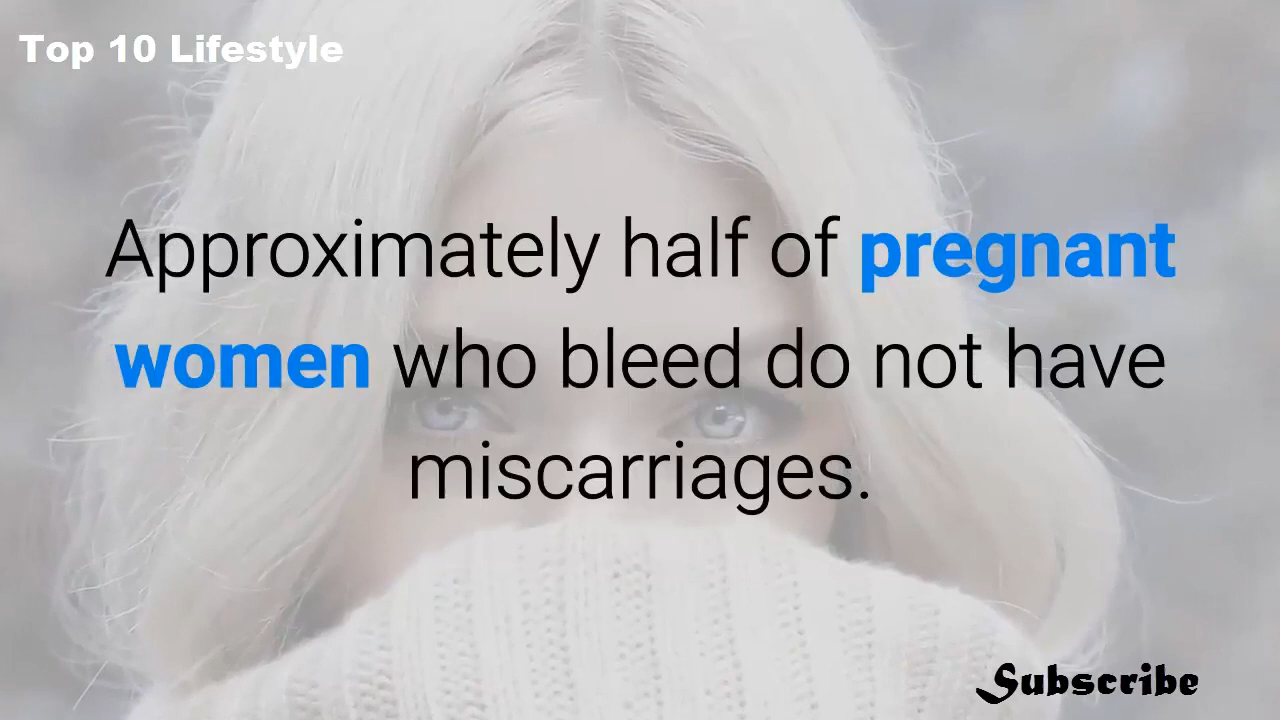 Top 10 Lifestyle
Approximately half of pregnant
women who bleed do not have
miscarriages.
Subscribe